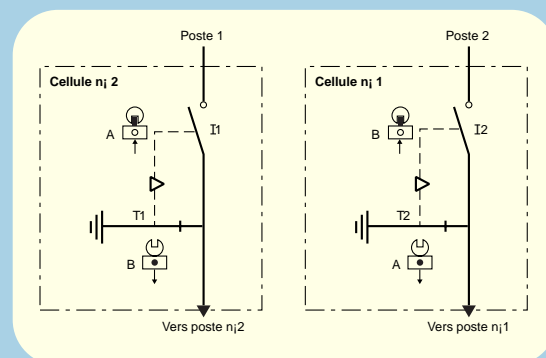 Poste 1
Cellule n¡ 2
A
I1
T1
B
Vers poste n¡2
Poste 2
Cellule n¡ 1
B
I2
T2
A
Vers poste n¡1